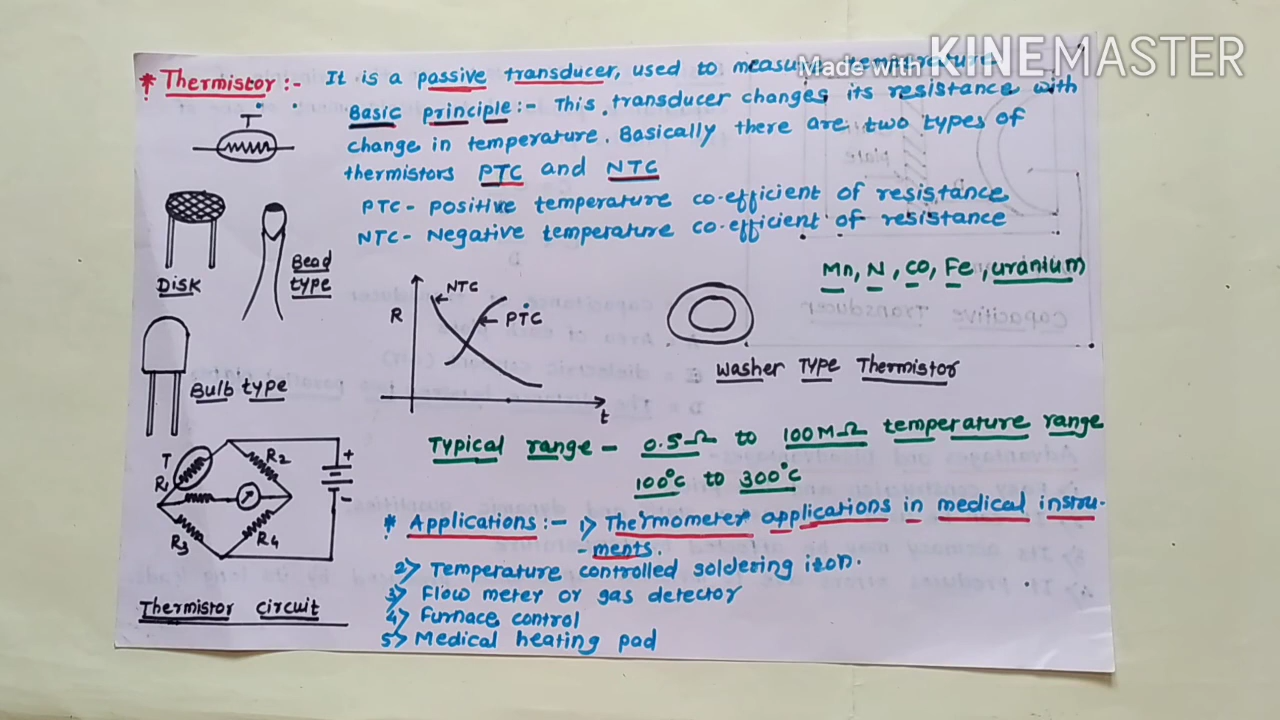 Made with KINEMASTER
* Thermistor :- It is a passive transducer, used to measure temperature
Basic principle :- This transducer changes its resistance with
change in temperature. Basically there are two types of
thermistors PTC and NTC
PTC - positive temperature co-efficient of resistance
NTC - Negative temperature co-efficient of resistance
T
Disk
Bead
type
Mn, N, Co, Fe, uranium
NTC
PTC
R
t
Washer Type Thermistor
Bulb type
Typical range - 0.5Ω to 100MΩ temperature range
100°C to 300°C
T
R1
R2
R3
R4
+
-
Thermistor circuit
* Applications :- 1> Thermometer applications in medical instru-
-ments.
2> Temperature controlled soldering iron.
3> Flow meter or gas detector
4> Furnace control
5> Medical heating pad